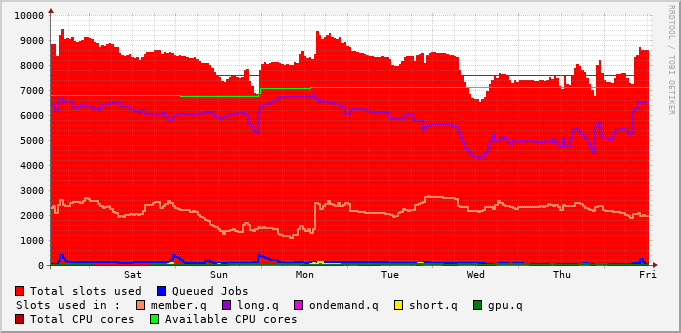 10000
9000
8000
7000
6000
5000
4000
3000
2000
1000
0
Sat Sun Mon Tue Wed Thu Fri
RRDTOOL / TOBI OETIKER
Total slots used Queued Jobs
Slots used in : member.q long.q ondemand.q short.q gpu.q
Total CPU cores Available CPU cores